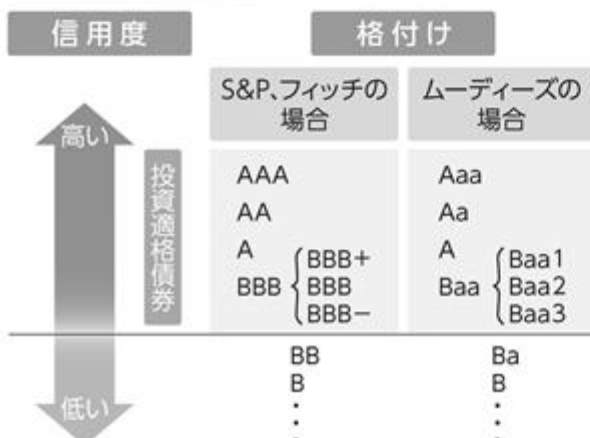 信用度
格付け
S&P、フィッチの
場合
ムーディーズの
場合
高い
投資適格債券
AAA
Aaa
AA
Aa
A
A
BBB
BBB+
BBB
BBB−
Baa
Baa1
Baa2
Baa3
BB
Ba
B
B
・
・
・
・
・
・
低い